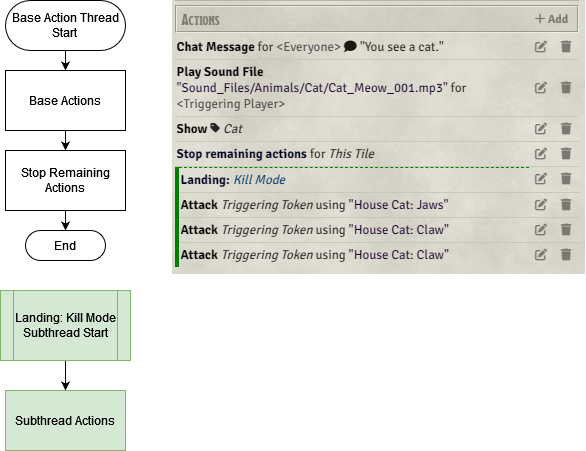 Base Action Thread
Start
Base Actions
Stop Remaining
Actions
End
Landing: Kill Mode
Subthread Start
Subthread Actions
ACTIONS
+ Add
Chat Message for <Everyone> "You see a cat."
Play Sound File
"Sound_Files/Animals/Cat/Cat_Meow_001.mp3" for
<Triggering Player>
Show Cat
Stop remaining actions for This Tile
Landing: Kill Mode
Attack Triggering Token using "House Cat: Jaws"
Attack Triggering Token using "House Cat: Claw"
Attack Triggering Token using "House Cat: Claw"